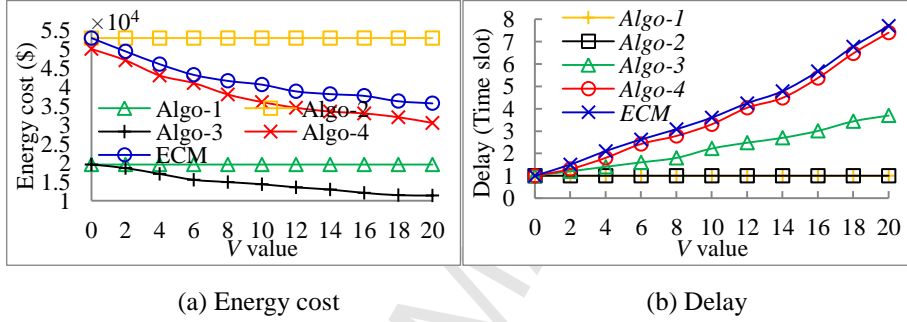 ×10⁴
5.5
5
4.5
4
3.5
3
2.5
2
1.5
1
Energy cost ($)
Algo-1
Algo-2
Algo-3
Algo-4
ECM
0 2 4 6 8 10 12 14 16 18 20
V value
(a) Energy cost
8
7
6
5
4
3
2
1
0
Delay (Time slot)
Algo-1
Algo-2
Algo-3
Algo-4
ECM
0 2 4 6 8 10 12 14 16 18 20
V value
(b) Delay